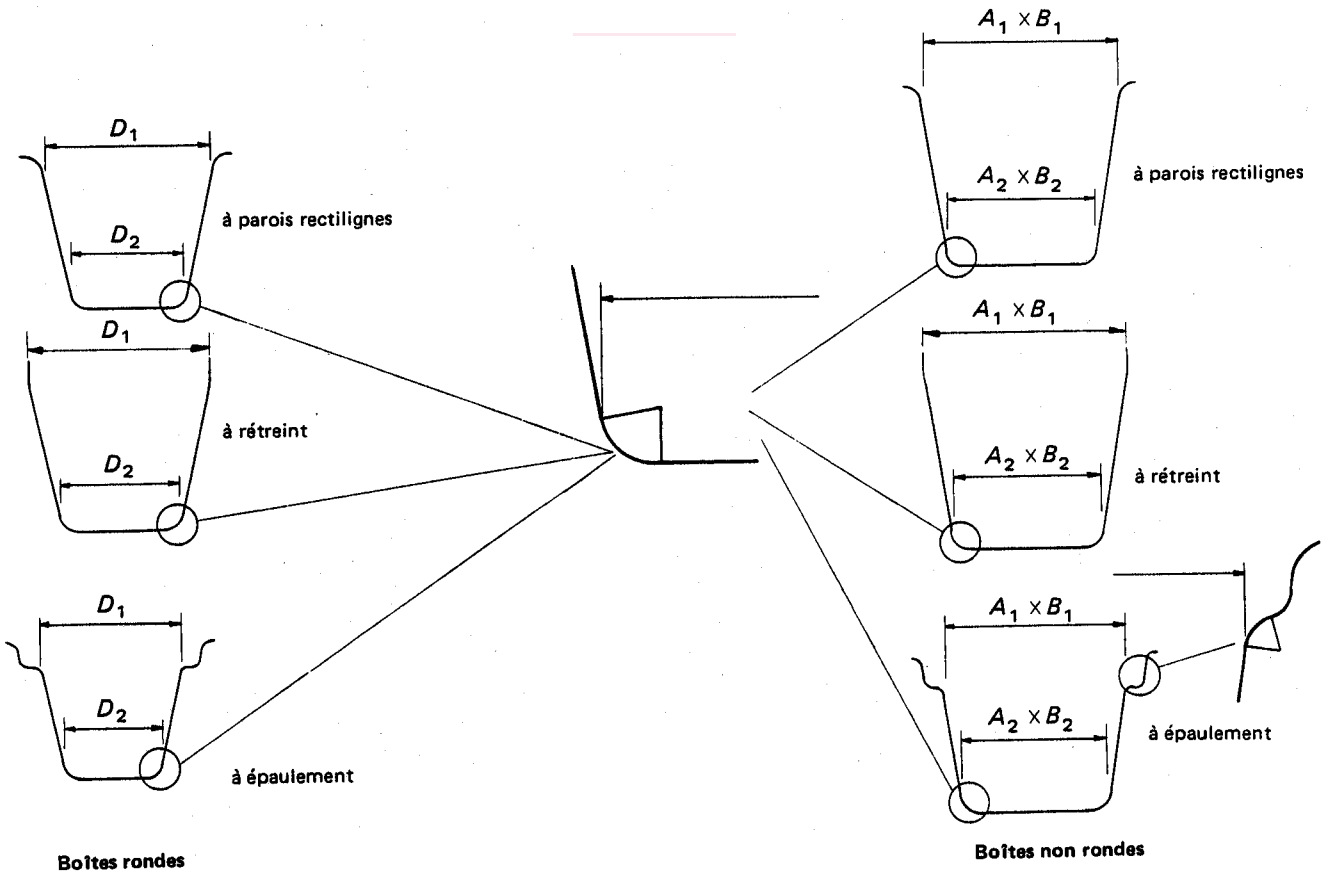 D₁
D₂
à parois rectilignes
D₁
D₂
à rétreint
D₁
D₂
à épaulement
Boîtes rondes
A₁ × B₁
A₂ × B₂
à parois rectilignes
A₁ × B₁
A₂ × B₂
à rétreint
A₁ × B₁
A₂ × B₂
à épaulement
Boîtes non rondes